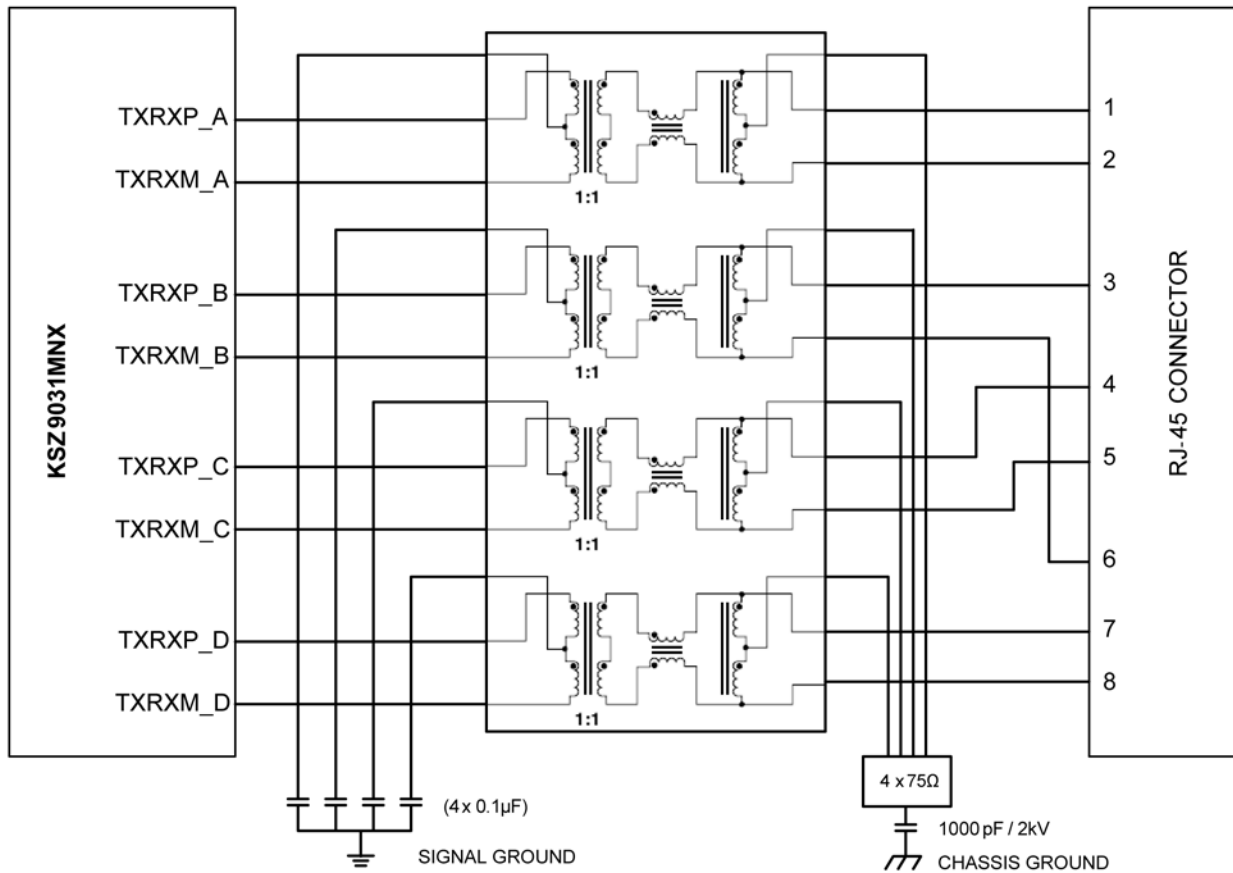 KSZ9031MNX
TXRXP_A
TXRXM_A
TXRXP_B
TXRXM_B
TXRXP_C
TXRXM_C
TXRXP_D
TXRXM_D
1:1
1:1
1:1
1:1
1
2
3
4
5
6
7
8
RJ-45 CONNECTOR
(4x 0.1µF)
SIGNAL GROUND
4 x 75Ω
1000 pF / 2kV
CHASSIS GROUND